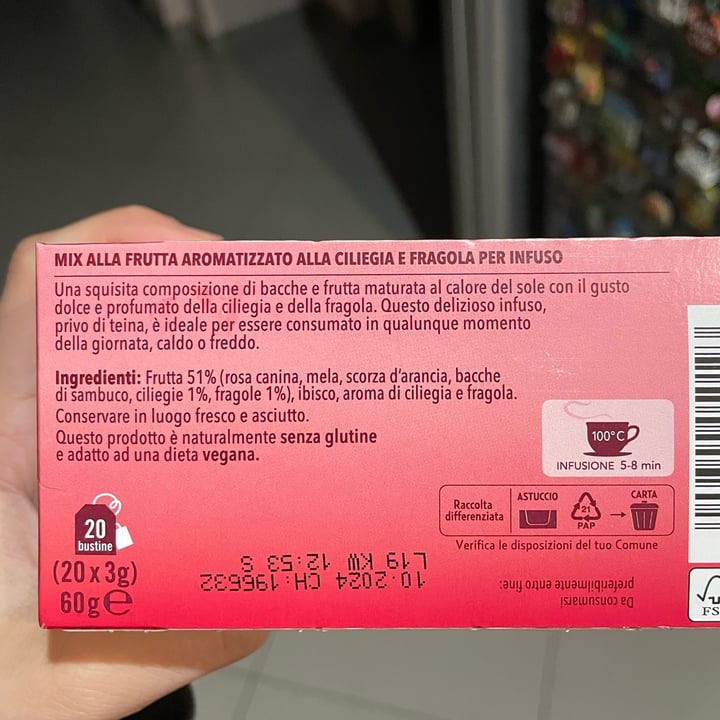 MIX ALLA FRUTTA AROMATIZZATO ALLA CILIEGIA E FRAGOLA PER INFUSO
Una squisita composizione di bacche e frutta maturata al calore del sole con il gusto
dolce e profumato della ciliegia e della fragola. Questo delizioso infuso,
privo di teina, è ideale per essere consumato in qualunque momento
della giornata, caldo o freddo.
Ingredienti: Frutta 51% (rosa canina, mela, scorza d'arancia, bacche
di sambuco, ciliegie 1%, fragole 1%), ibisco, aroma di ciliegia e fragola.
Conservare in luogo fresco e asciutto.
Questo prodotto è naturalmente senza glutine
e adatto ad una dieta vegana.
100°C
INFUSIONE 5-8 min
Raccolta
differenziata
ASTUCCIO
21
PAP
CARTA
Verifica le disposizioni del tuo Comune
20
bustine
(20 x 3g)
60g e
Da consumarsi
preferibilmente entro fine:
10.2024 CH:196632
L19 KW 12:53 S
FS